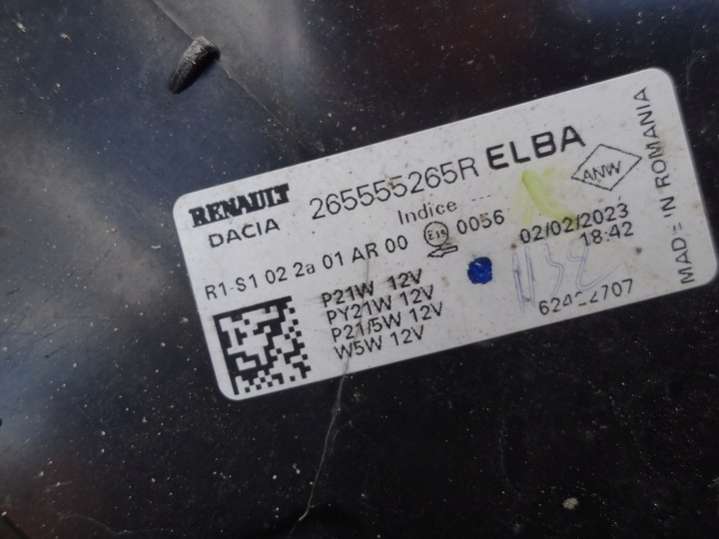 RENAULT 265555265R ELBA
DACIA
Indice ---
ANW
R1-S1 02 2a 01 AR 00 E19 0056
02/02/2023
18:42
P21W 12V
PY21W 12V
P21/5W 12V
W5W 12V
MADE IN ROMANIA